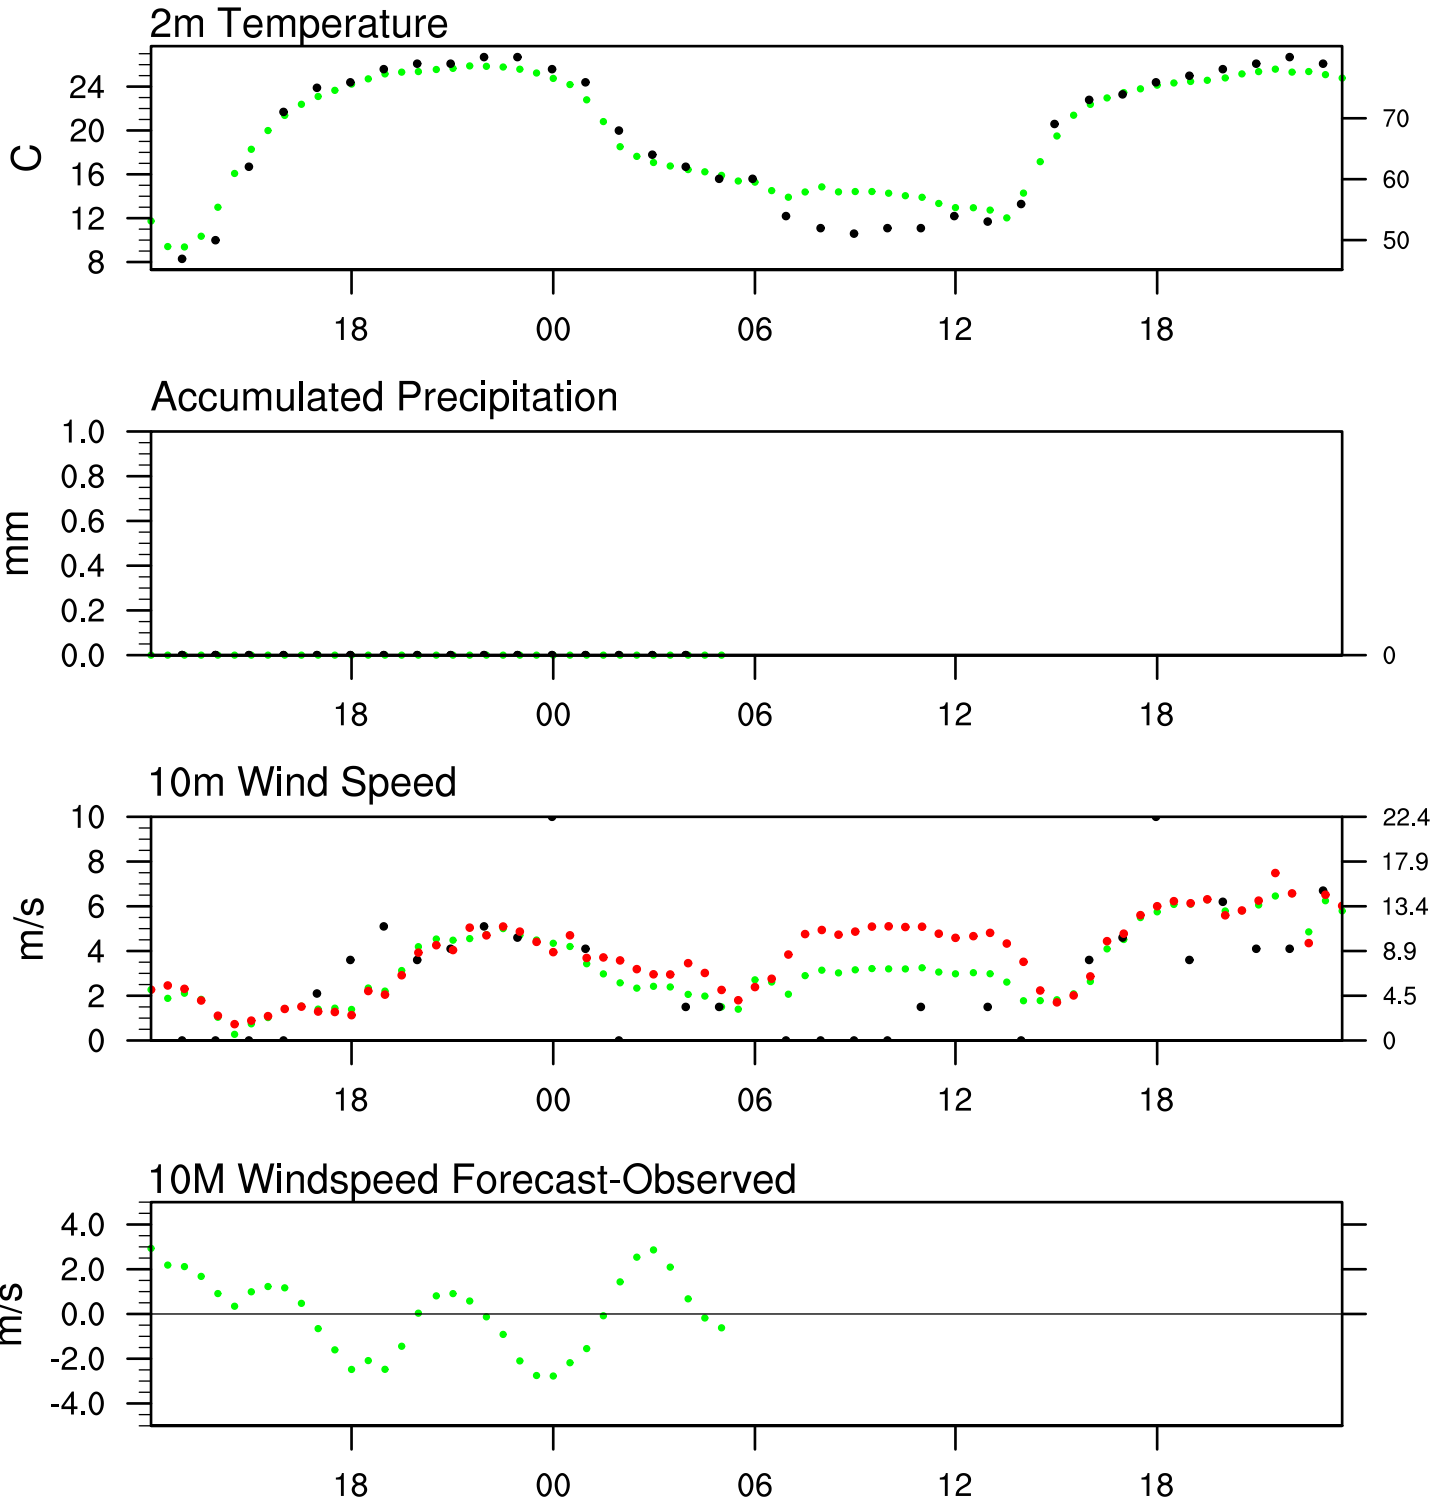 2m Temperature
C
24
20
16
12
8
70
60
50
18 00 06 12 18
Accumulated Precipitation
mm
1.0
0.8
0.6
0.4
0.2
0.0
0
18 00 06 12 18
10m Wind Speed
m/s
10
8
6
4
2
0
22.4
17.9
13.4
8.9
4.5
0
18 00 06 12 18
10M Windspeed Forecast-Observed
m/s
4.0
2.0
0.0
-2.0
-4.0
18 00 06 12 18